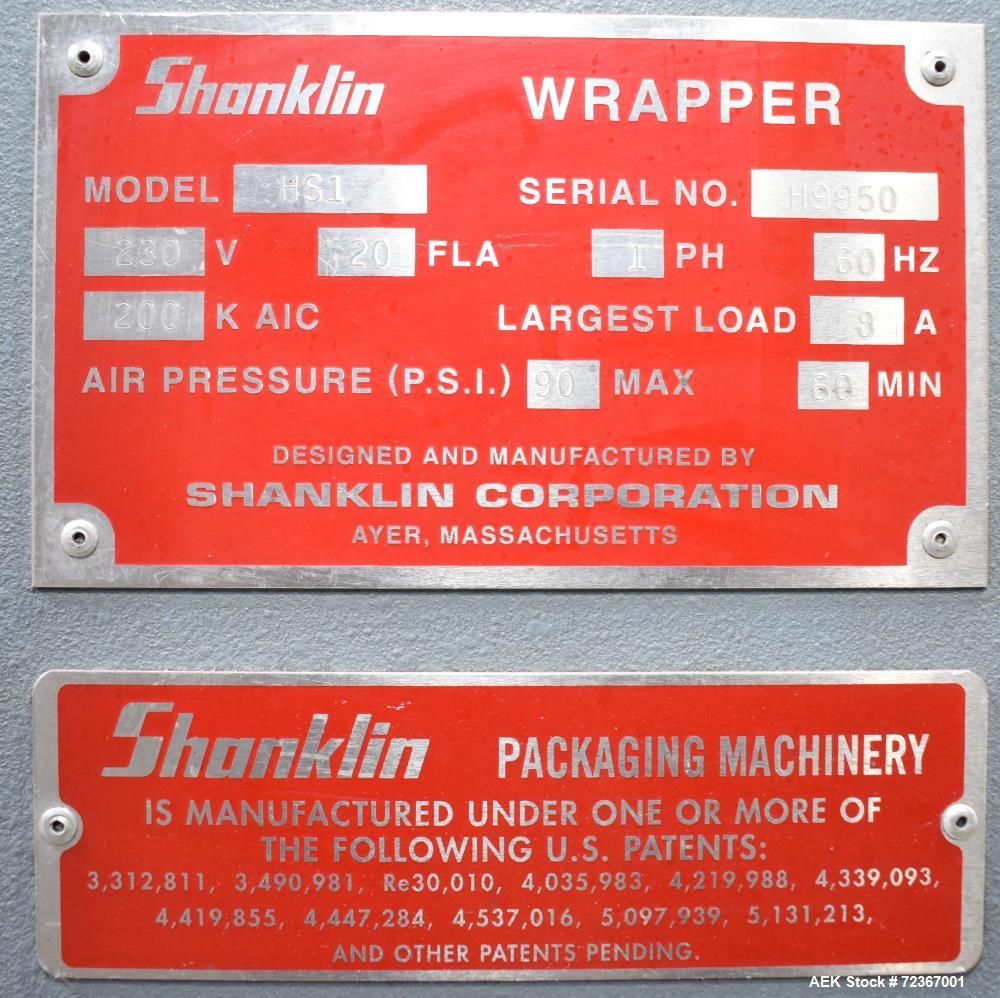 Shanklin WRAPPER
MODEL HS1 SERIAL NO. H9950
230 V 20 FLA 1 PH 60 HZ
200 K AIC LARGEST LOAD 8 A
AIR PRESSURE (P.S.I.) 90 MAX 60 MIN
DESIGNED AND MANUFACTURED BY
SHANKLIN CORPORATION
AYER, MASSACHUSETTS
Shanklin PACKAGING MACHINERY
IS MANUFACTURED UNDER ONE OR MORE OF
THE FOLLOWING U.S. PATENTS:
3,312,811, 3,490,981, Re30,010, 4,035,983, 4,219,988, 4,339,093,
4,419,855, 4,447,284, 4,537,016, 5,097,939, 5,131,213,
AND OTHER PATENTS PENDING.
AEK Stock # 72367001